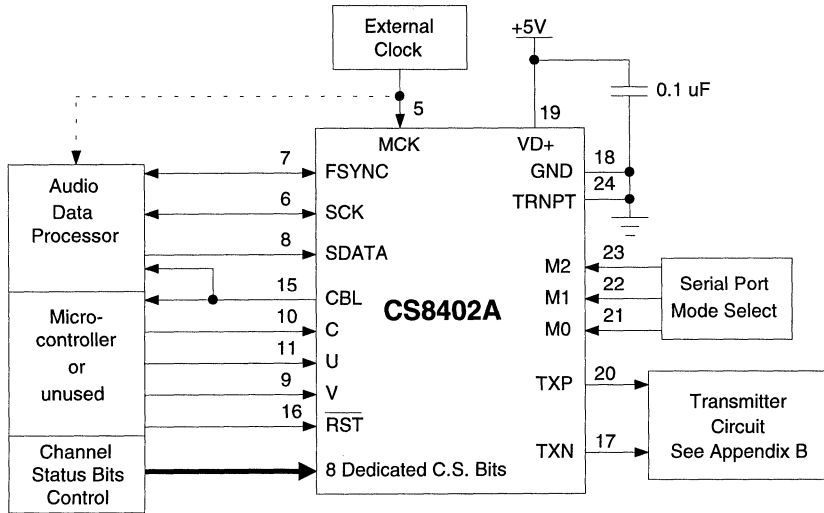 External
Clock
+5V
0.1 uF
5
19
MCK
VD+
Audio
Data
Processor
7
FSYNC
6
SCK
8
SDATA
15
CBL
10
C
11
U
9
V
16
RST
Micro-
controller
or
unused
Channel
Status Bits
Control
8 Dedicated C.S. Bits
CS8402A
GND
18
TRNPT
24
M2
23
M1
22
M0
21
Serial Port
Mode Select
TXP
20
TXN
17
Transmitter
Circuit
See Appendix B